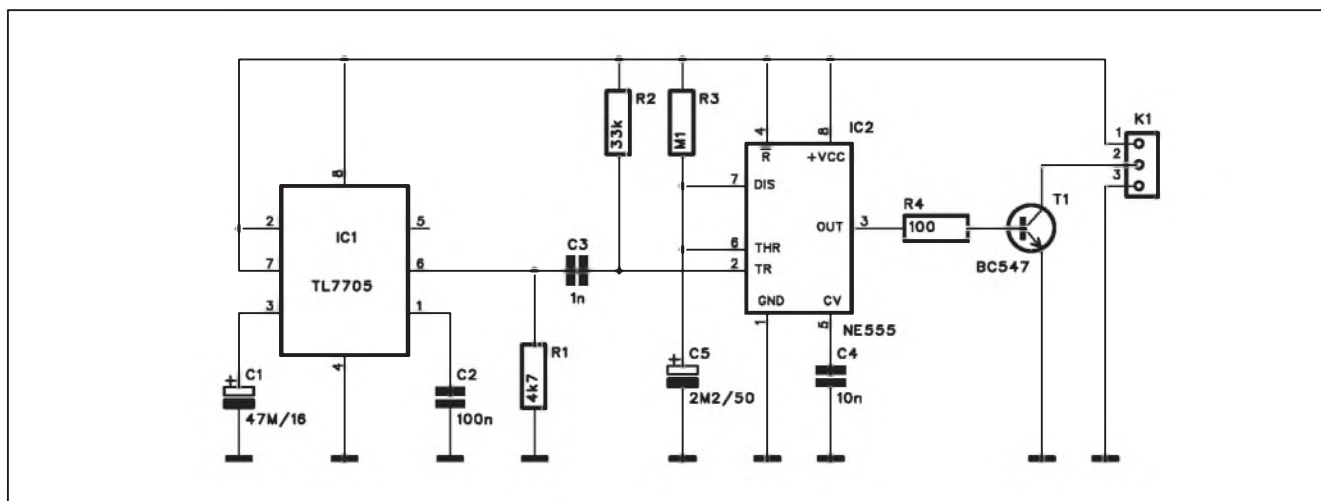 R2
33k
R3
M1
4
R
8
+VCC
IC2
K1
1
2
3
8
2
7
3
IC1
TL7705
5
6
1
4
C3
1n
7
DIS
6
THR
2
TR
OUT
3
GND
CV
1
5
NE555
R4
100
T1
BC547
C1
+
47M/16
C2
100n
R1
4k7
C5
+
2M2/50
C4
10n